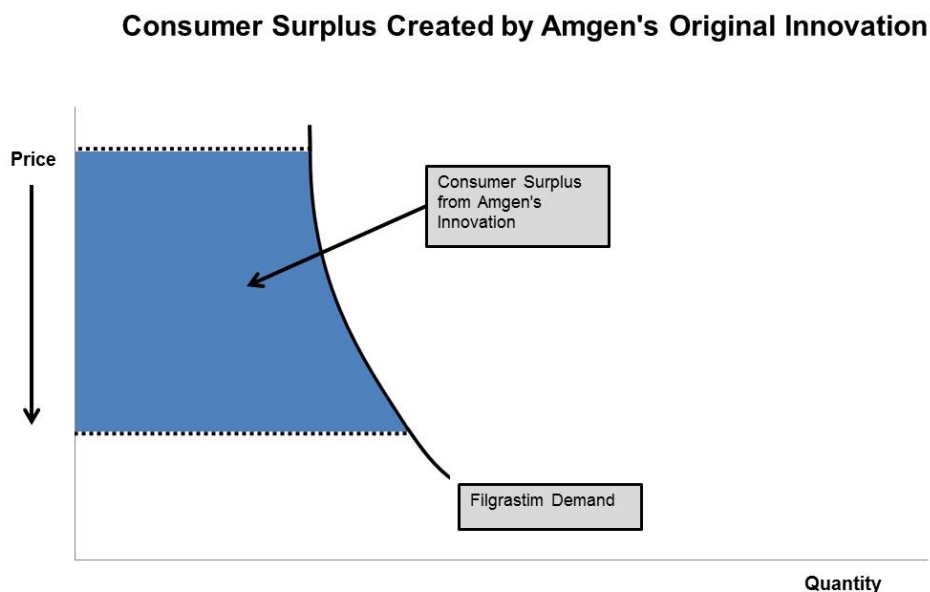 Consumer Surplus Created by Amgen's Original Innovation
Price
Consumer Surplus
from Amgen's
Innovation
Filgrastim Demand
Quantity